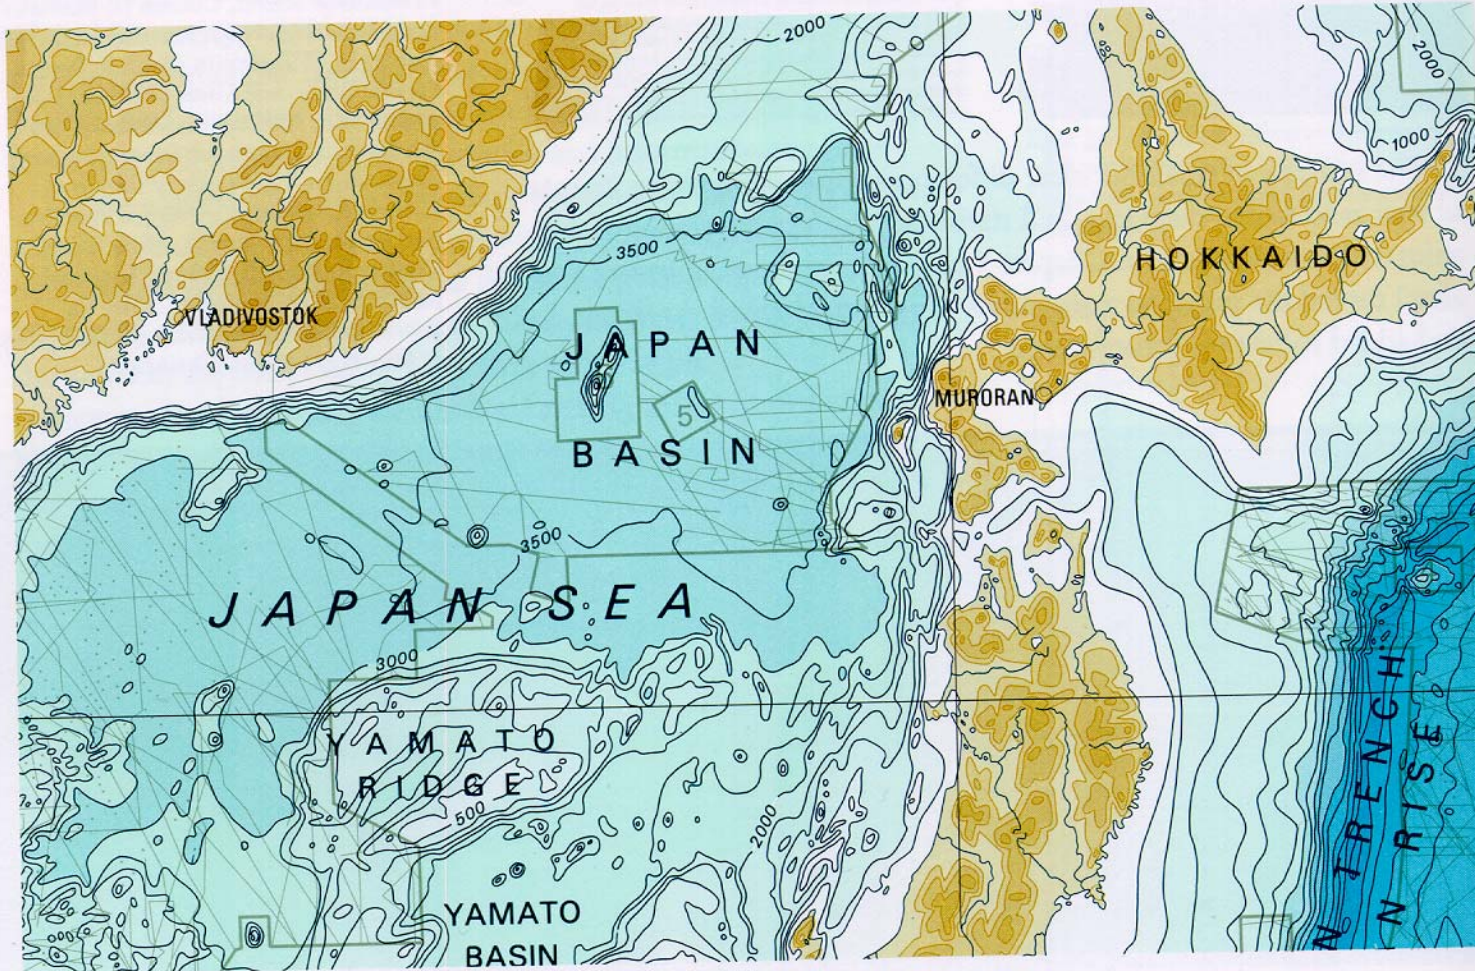 2000
2000
1000
HOKKAIDO
3500
VLADIVOSTOK
JAPAN
BASIN
5
MURORAN
3500
JAPAN SEA
3000
YAMATO
RIDGE
500
2000
YAMATO
BASIN
N TRENCH
N RISE